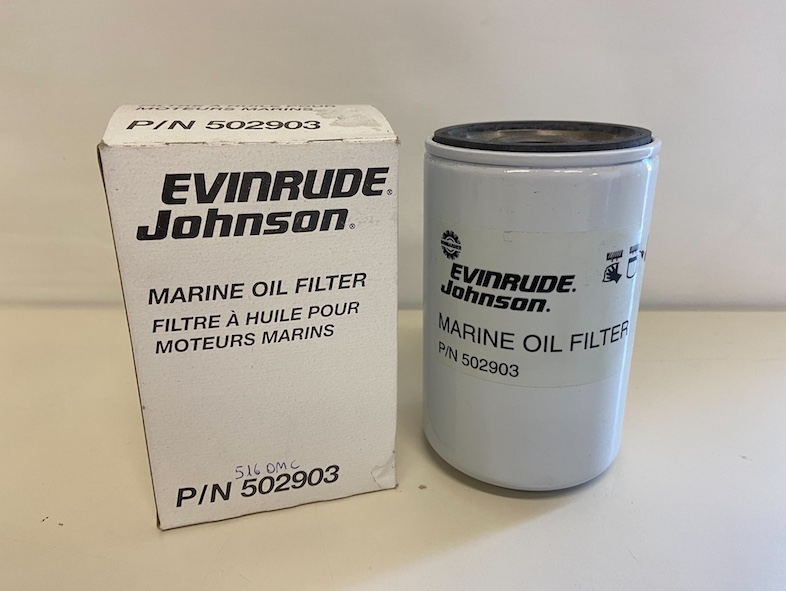 MOTEURS MARINS
P/N 502903
EVINRUDE®
Johnson®
MARINE OIL FILTER
FILTRE À HUILE POUR
MOTEURS MARINS
516 DMC
P/N 502903
EVINRUDE.
Johnson.
MARINE OIL FILTER
P/N 502903